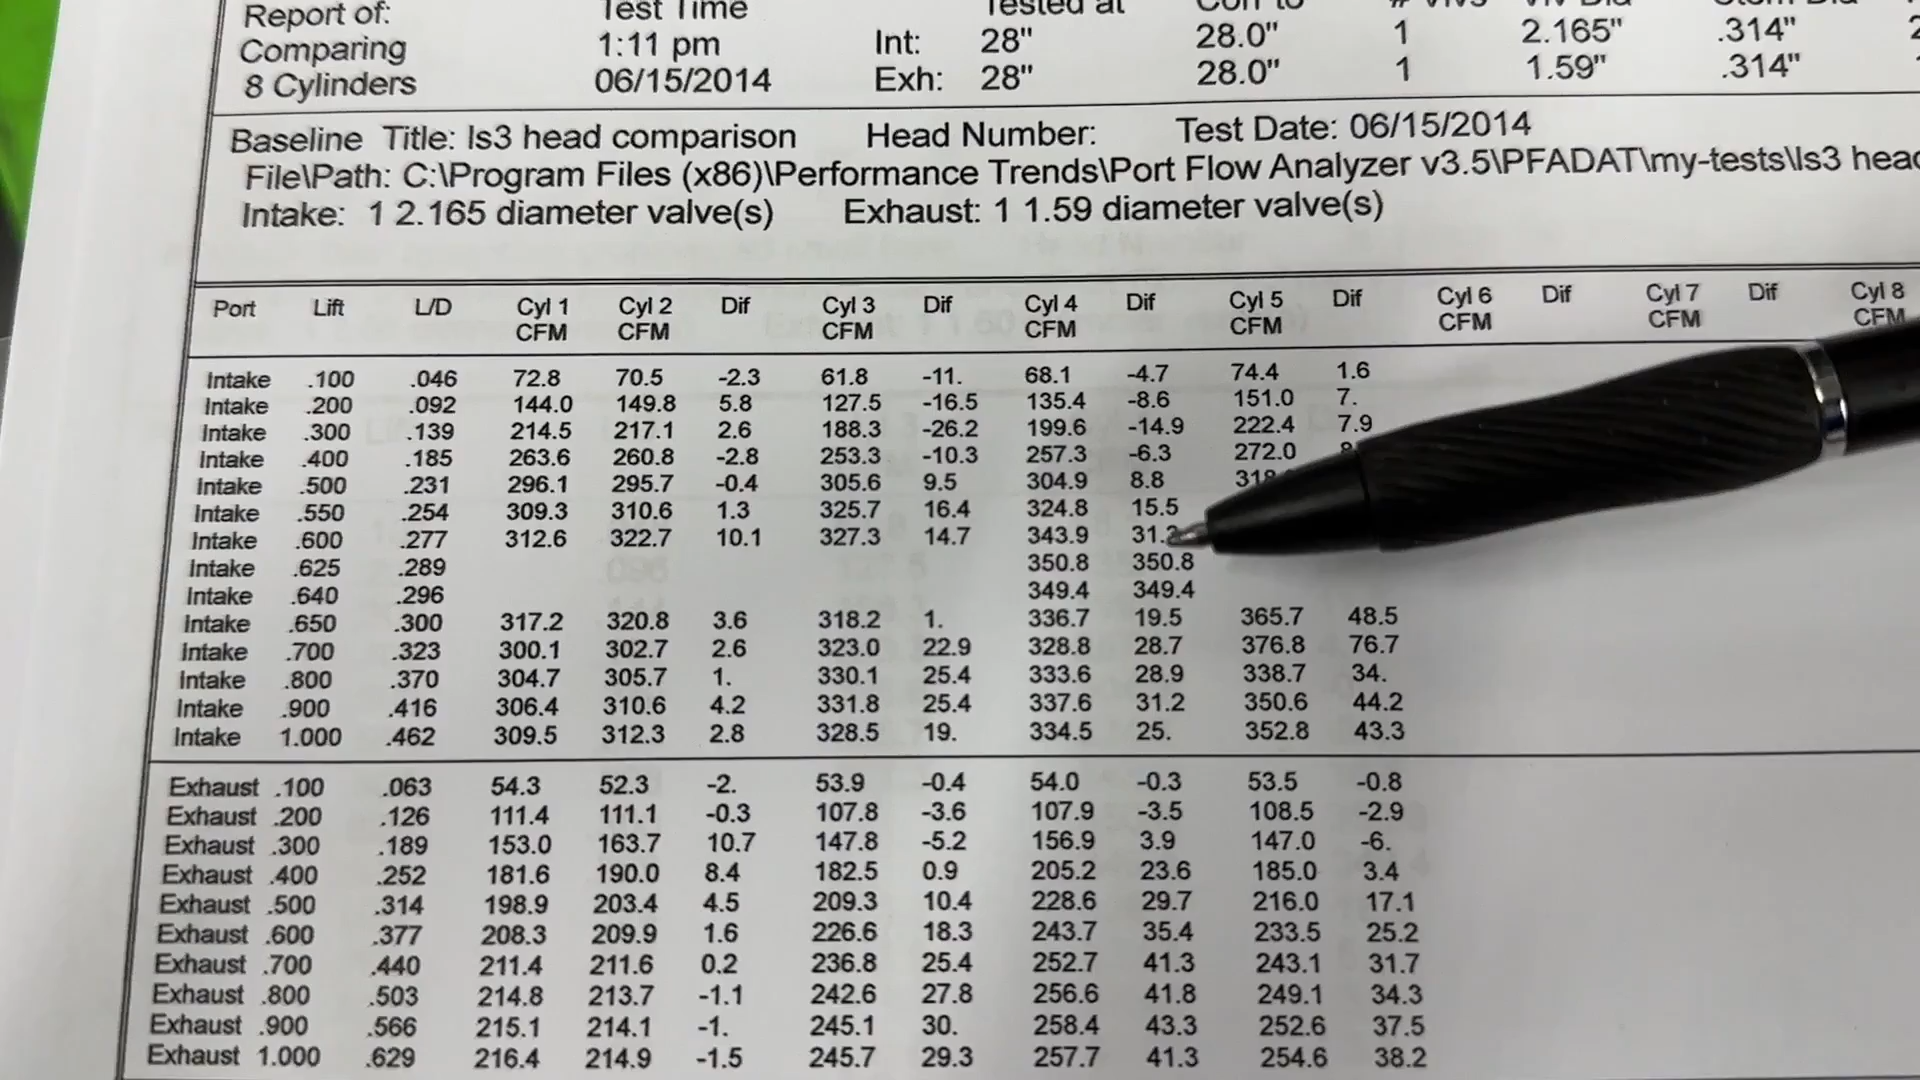 Report of: Test Time Tested at Corr to # Vlvs Vlv Dia Stem Dia
Comparing 1:11 pm Int: 28" 28.0" 1 2.165" .314"
8 Cylinders 06/15/2014 Exh: 28" 28.0" 1 1.59" .314"
Baseline Title: ls3 head comparison Head Number: Test Date: 06/15/2014
File\Path: C:\Program Files (x86)\Performance Trends\Port Flow Analyzer v3.5\PFADAT\my-tests\ls3 head
Intake: 1 2.165 diameter valve(s) Exhaust: 1 1.59 diameter valve(s)
Port Lift L/D Cyl 1 Cyl 2 Dif Cyl 3 Dif Cyl 4 Dif Cyl 5 Dif Cyl 6 Dif Cyl 7 Dif Cyl 8
CFM CFM CFM CFM CFM CFM CFM CFM
Intake .100 .046 72.8 70.5 -2.3 61.8 -11. 68.1 -4.7 74.4 1.6
Intake .200 .092 144.0 149.8 5.8 127.5 -16.5 135.4 -8.6 151.0 7.
Intake .300 .139 214.5 217.1 2.6 188.3 -26.2 199.6 -14.9 222.4 7.9
Intake .400 .185 263.6 260.8 -2.8 253.3 -10.3 257.3 -6.3 272.0
Intake .500 .231 296.1 295.7 -0.4 305.6 9.5 304.9 8.8
Intake .550 .254 309.3 310.6 1.3 325.7 16.4 324.8 15.5
Intake .600 .277 312.6 322.7 10.1 327.3 14.7 343.9
Intake .625 .289 350.8 350.8
Intake .640 .296 349.4 349.4
Intake .650 .300 317.2 320.8 3.6 318.2 1. 336.7 19.5 365.7 48.5
Intake .700 .323 300.1 302.7 2.6 323.0 22.9 328.8 28.7 376.8 76.7
Intake .800 .370 304.7 305.7 1. 330.1 25.4 333.6 28.9 338.7 34.
Intake .900 .416 306.4 310.6 4.2 331.8 25.4 337.6 31.2 350.6 44.2
Intake 1.000 .462 309.5 312.3 2.8 328.5 19. 334.5 25. 352.8 43.3
Exhaust .100 .063 54.3 52.3 -2. 53.9 -0.4 54.0 -0.3 53.5 -0.8
Exhaust .200 .126 111.4 111.1 -0.3 107.8 -3.6 107.9 -3.5 108.5 -2.9
Exhaust .300 .189 153.0 163.7 10.7 147.8 -5.2 156.9 3.9 147.0 -6.
Exhaust .400 .252 181.6 190.0 8.4 182.5 0.9 205.2 23.6 185.0 3.4
Exhaust .500 .314 198.9 203.4 4.5 209.3 10.4 228.6 29.7 216.0 17.1
Exhaust .600 .377 208.3 209.9 1.6 226.6 18.3 243.7 35.4 233.5 25.2
Exhaust .700 .440 211.4 211.6 0.2 236.8 25.4 252.7 41.3 243.1 31.7
Exhaust .800 .503 214.8 213.7 -1.1 242.6 27.8 256.6 41.8 249.1 34.3
Exhaust .900 .566 215.1 214.1 -1. 245.1 30. 258.4 43.3 252.6 37.5
Exhaust 1.000 .629 216.4 214.9 -1.5 245.7 29.3 257.7 41.3 254.6 38.2